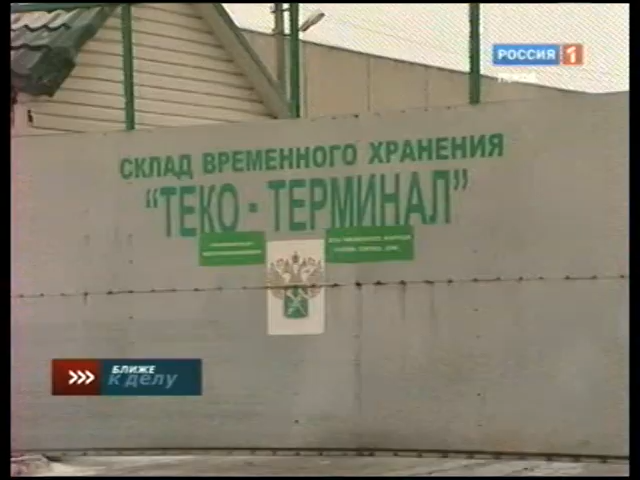 РОССИЯ 1
СКЛАД ВРЕМЕННОГО ХРАНЕНИЯ
"ТЕКО - ТЕРМИНАЛ"
БЛИЖЕ
к делу